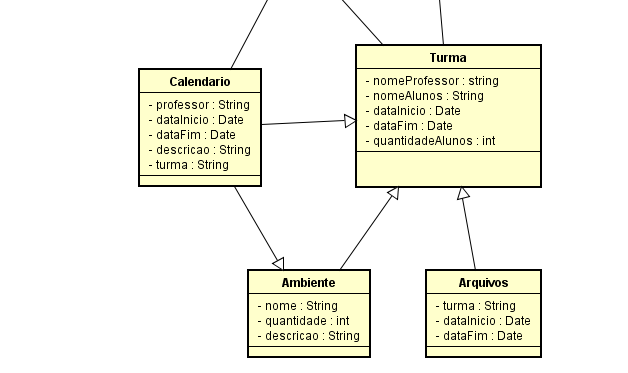 Turma
- nomeProfessor : string
- nomeAlunos : String
- dataInicio : Date
- dataFim : Date
- quantidadeAlunos : int
Calendario
- professor : String
- dataInicio : Date
- dataFim : Date
- descricao : String
- turma : String
Ambiente
- nome : String
- quantidade : int
- descricao : String
Arquivos
- turma : String
- dataInicio : Date
- dataFim : Date